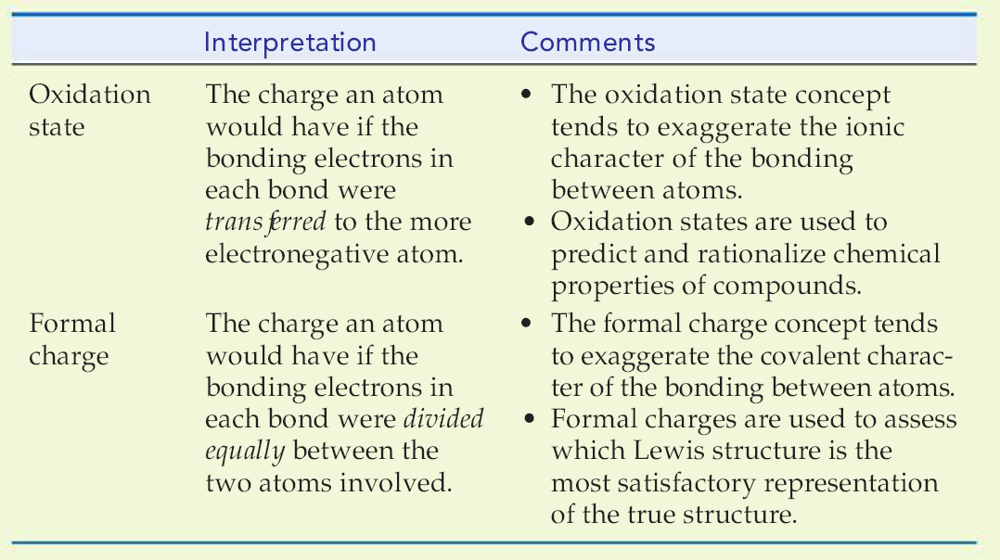 Interpretation Comments
Oxidation state
The charge an atom
would have if the
bonding electrons in
each bond were
transferred to the more
electronegative atom.
• The oxidation state concept
tends to exaggerate the ionic
character of the bonding
between atoms.
• Oxidation states are used to
predict and rationalize chemical
properties of compounds.
Formal
charge
The charge an atom
would have if the
bonding electrons in
each bond were divided
equally between the
two atoms involved.
• The formal charge concept tends
to exaggerate the covalent charac-
ter of the bonding between atoms.
• Formal charges are used to assess
which Lewis structure is the
most satisfactory representation
of the true structure.